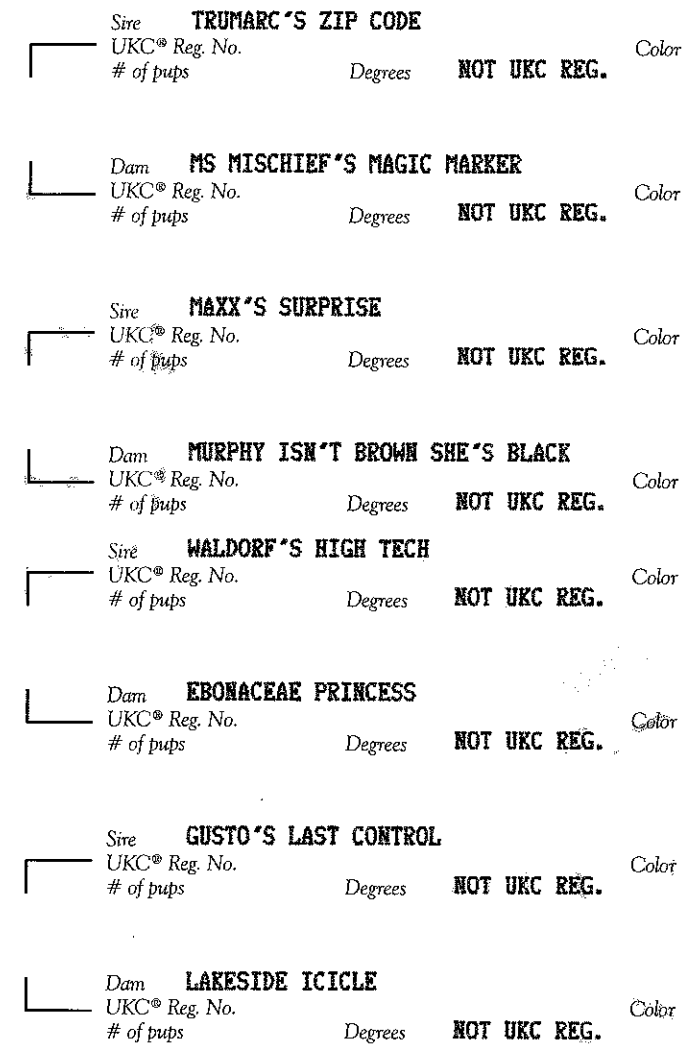 Sire TRUMARC'S ZIP CODE
UKC® Reg. No. Color
# of pups Degrees NOT UKC REG.
Dam MS MISCHIEF'S MAGIC MARKER
UKC® Reg. No. Color
# of pups Degrees NOT UKC REG.
Sire MAXX'S SURPRISE
UKC® Reg. No. Color
# of pups Degrees NOT UKC REG.
Dam MURPHY ISN'T BROWN SHE'S BLACK
UKC® Reg. No. Color
# of pups Degrees NOT UKC REG.
Sire WALDORF'S HIGH TECH
UKC® Reg. No. Color
# of pups Degrees NOT UKC REG.
Dam EBONACEAE PRINCESS
UKC® Reg. No. Color
# of pups Degrees NOT UKC REG.
Sire GUSTO'S LAST CONTROL
UKC® Reg. No. Color
# of pups Degrees NOT UKC REG.
Dam LAKESIDE ICICLE
UKC® Reg. No. Color
# of pups Degrees NOT UKC REG.